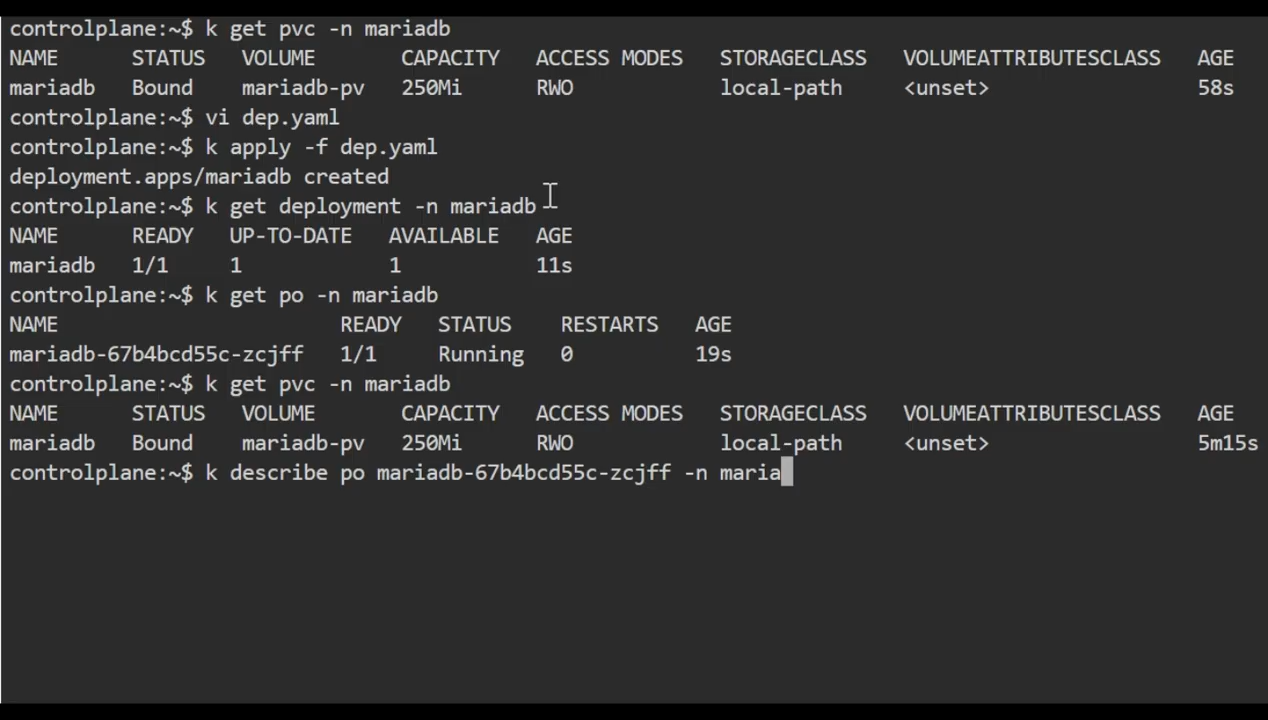 controlplane:~$ k get pvc -n mariadb
NAME STATUS VOLUME CAPACITY ACCESS MODES STORAGECLASS VOLUMEATTRIBUTESCLASS AGE
mariadb Bound mariadb-pv 250Mi RWO local-path <unset> 58s
controlplane:~$ vi dep.yaml
controlplane:~$ k apply -f dep.yaml
deployment.apps/mariadb created
controlplane:~$ k get deployment -n mariadb
NAME READY UP-TO-DATE AVAILABLE AGE
mariadb 1/1 1 1 11s
controlplane:~$ k get po -n mariadb
NAME READY STATUS RESTARTS AGE
mariadb-67b4bcd55c-zcjff 1/1 Running 0 19s
controlplane:~$ k get pvc -n mariadb
NAME STATUS VOLUME CAPACITY ACCESS MODES STORAGECLASS VOLUMEATTRIBUTESCLASS AGE
mariadb Bound mariadb-pv 250Mi RWO local-path <unset> 5m15s
controlplane:~$ k describe po mariadb-67b4bcd55c-zcjff -n maria